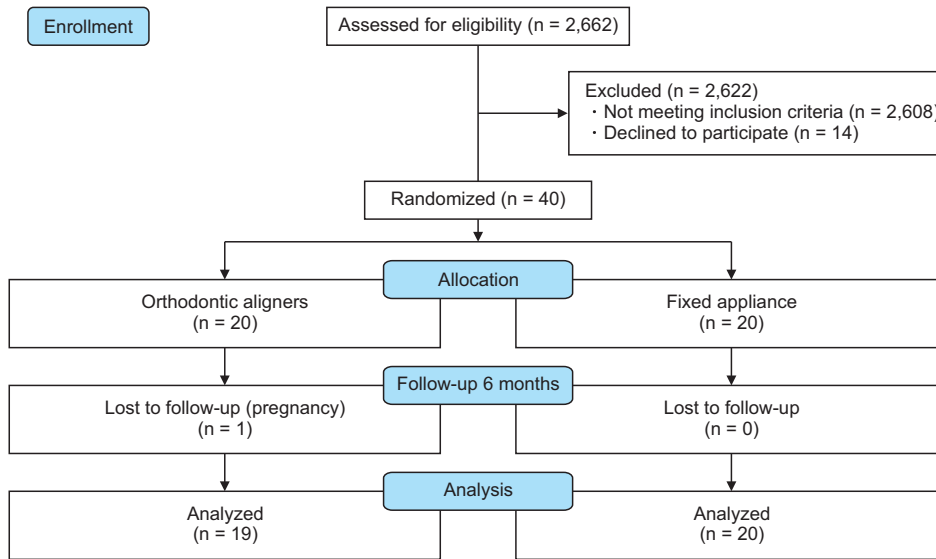 Enrollment
Assessed for eligibility (n = 2,662)
Excluded (n = 2,622)
· Not meeting inclusion criteria (n = 2,608)
· Declined to participate (n = 14)
Randomized (n = 40)
Allocation
Orthodontic aligners
(n = 20)
Fixed appliance
(n = 20)
Follow-up 6 months
Lost to follow-up (pregnancy)
(n = 1)
Lost to follow-up
(n = 0)
Analysis
Analyzed
(n = 19)
Analyzed
(n = 20)